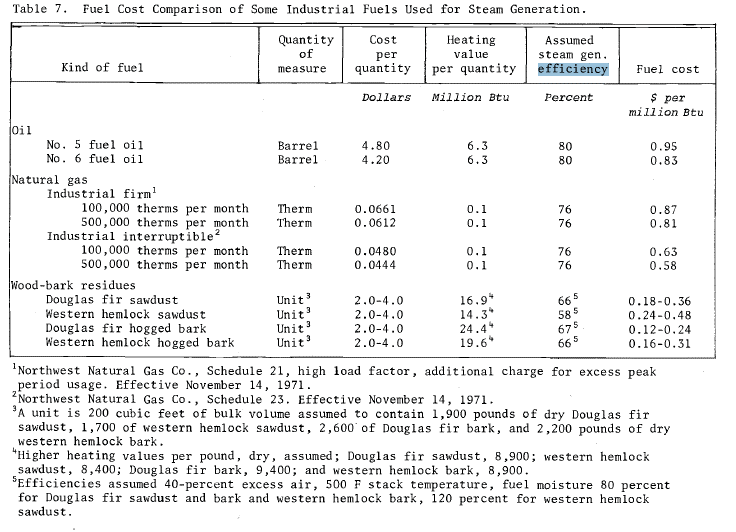 Table 7. Fuel Cost Comparison of Some Industrial Fuels Used for Steam Generation.
Kind of fuel | Quantity of measure | Cost per quantity | Heating value per quantity | Assumed steam gen. efficiency | Fuel cost
Dollars | Million Btu | Percent | $ per million Btu
Oil
No. 5 fuel oil | Barrel | 4.80 | 6.3 | 80 | 0.95
No. 6 fuel oil | Barrel | 4.20 | 6.3 | 80 | 0.83
Natural gas
Industrial firm¹
100,000 therms per month | Therm | 0.0661 | 0.1 | 76 | 0.87
500,000 therms per month | Therm | 0.0612 | 0.1 | 76 | 0.81
Industrial interruptible²
100,000 therms per month | Therm | 0.0480 | 0.1 | 76 | 0.63
500,000 therms per month | Therm | 0.0444 | 0.1 | 76 | 0.58
Wood-bark residues
Douglas fir sawdust | Unit³ | 2.0-4.0 | 16.9⁴ | 66⁵ | 0.18-0.36
Western hemlock sawdust | Unit³ | 2.0-4.0 | 14.3⁴ | 58⁵ | 0.24-0.48
Douglas fir hogged bark | Unit³ | 2.0-4.0 | 24.4⁴ | 67⁵ | 0.12-0.24
Western hemlock hogged bark | Unit³ | 2.0-4.0 | 19.6⁴ | 66⁵ | 0.16-0.31
¹Northwest Natural Gas Co., Schedule 21, high load factor, additional charge for excess peak
period usage. Effective November 14, 1971.
²Northwest Natural Gas Co., Schedule 23. Effective November 14, 1971.
³A unit is 200 cubic feet of bulk volume assumed to contain 1,900 pounds of dry Douglas fir
sawdust, 1,700 of western hemlock sawdust, 2,600 of Douglas fir bark, and 2,200 pounds of dry
western hemlock bark.
⁴Higher heating values per pound, dry, assumed; Douglas fir sawdust, 8,900; western hemlock
sawdust, 8,400; Douglas fir bark, 9,400; and western hemlock bark, 8,900.
⁵Efficiencies assumed 40-percent excess air, 500 F stack temperature, fuel moisture 80 percent
for Douglas fir sawdust and bark and western hemlock bark, 120 percent for western hemlock
sawdust.